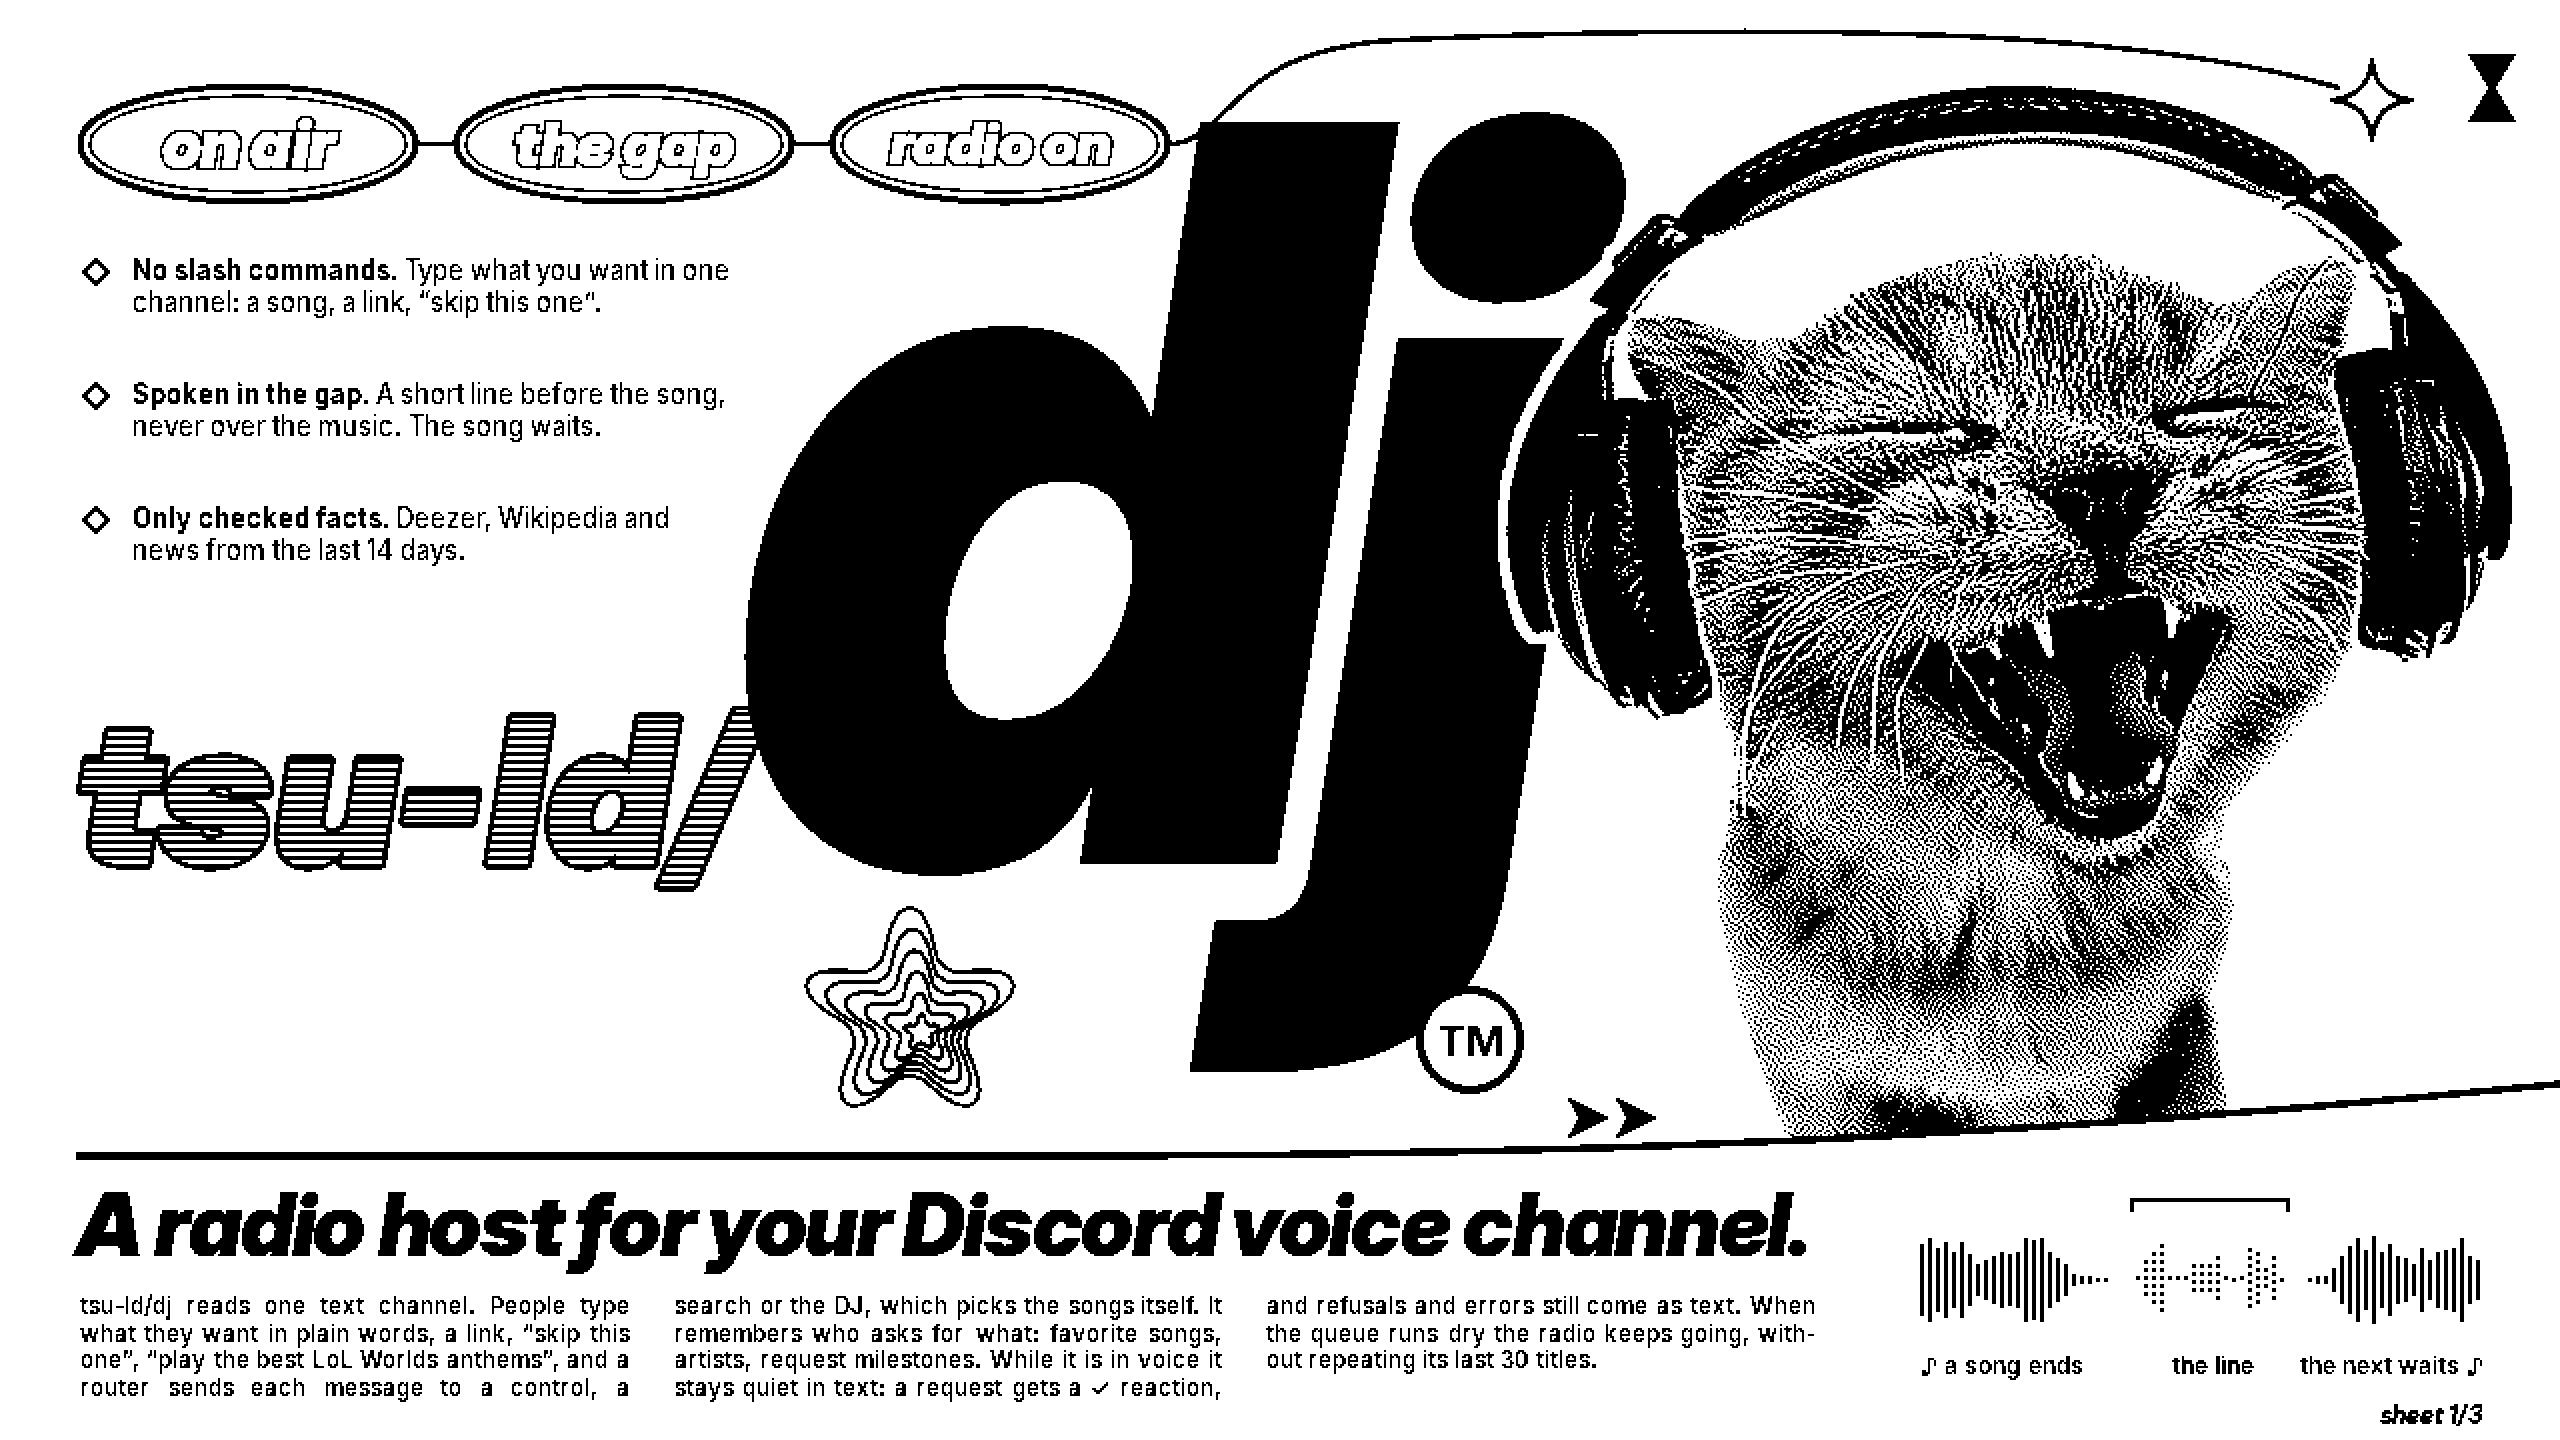 on air
the gap
radio on
No slash commands. Type what you want in one
channel: a song, a link, “skip this one”.
Spoken in the gap. A short line before the song,
never over the music. The song waits.
Only checked facts. Deezer, Wikipedia and
news from the last 14 days.
tsu-ld/
dj
TM
A radio host for your Discord voice channel.
tsu-ld/dj reads one text channel. People type
what they want in plain words, a link, “skip this
one”, “play the best LoL Worlds anthems”, and a
router sends each message to a control, a
search or the DJ, which picks the songs itself. It
remembers who asks for what: favorite songs,
artists, request milestones. While it is in voice it
stays quiet in text: a request gets a ✓ reaction,
and refusals and errors still come as text. When
the queue runs dry the radio keeps going, with-
out repeating its last 30 titles.
♪ a song ends
the line
the next waits ♪
sheet 1/3